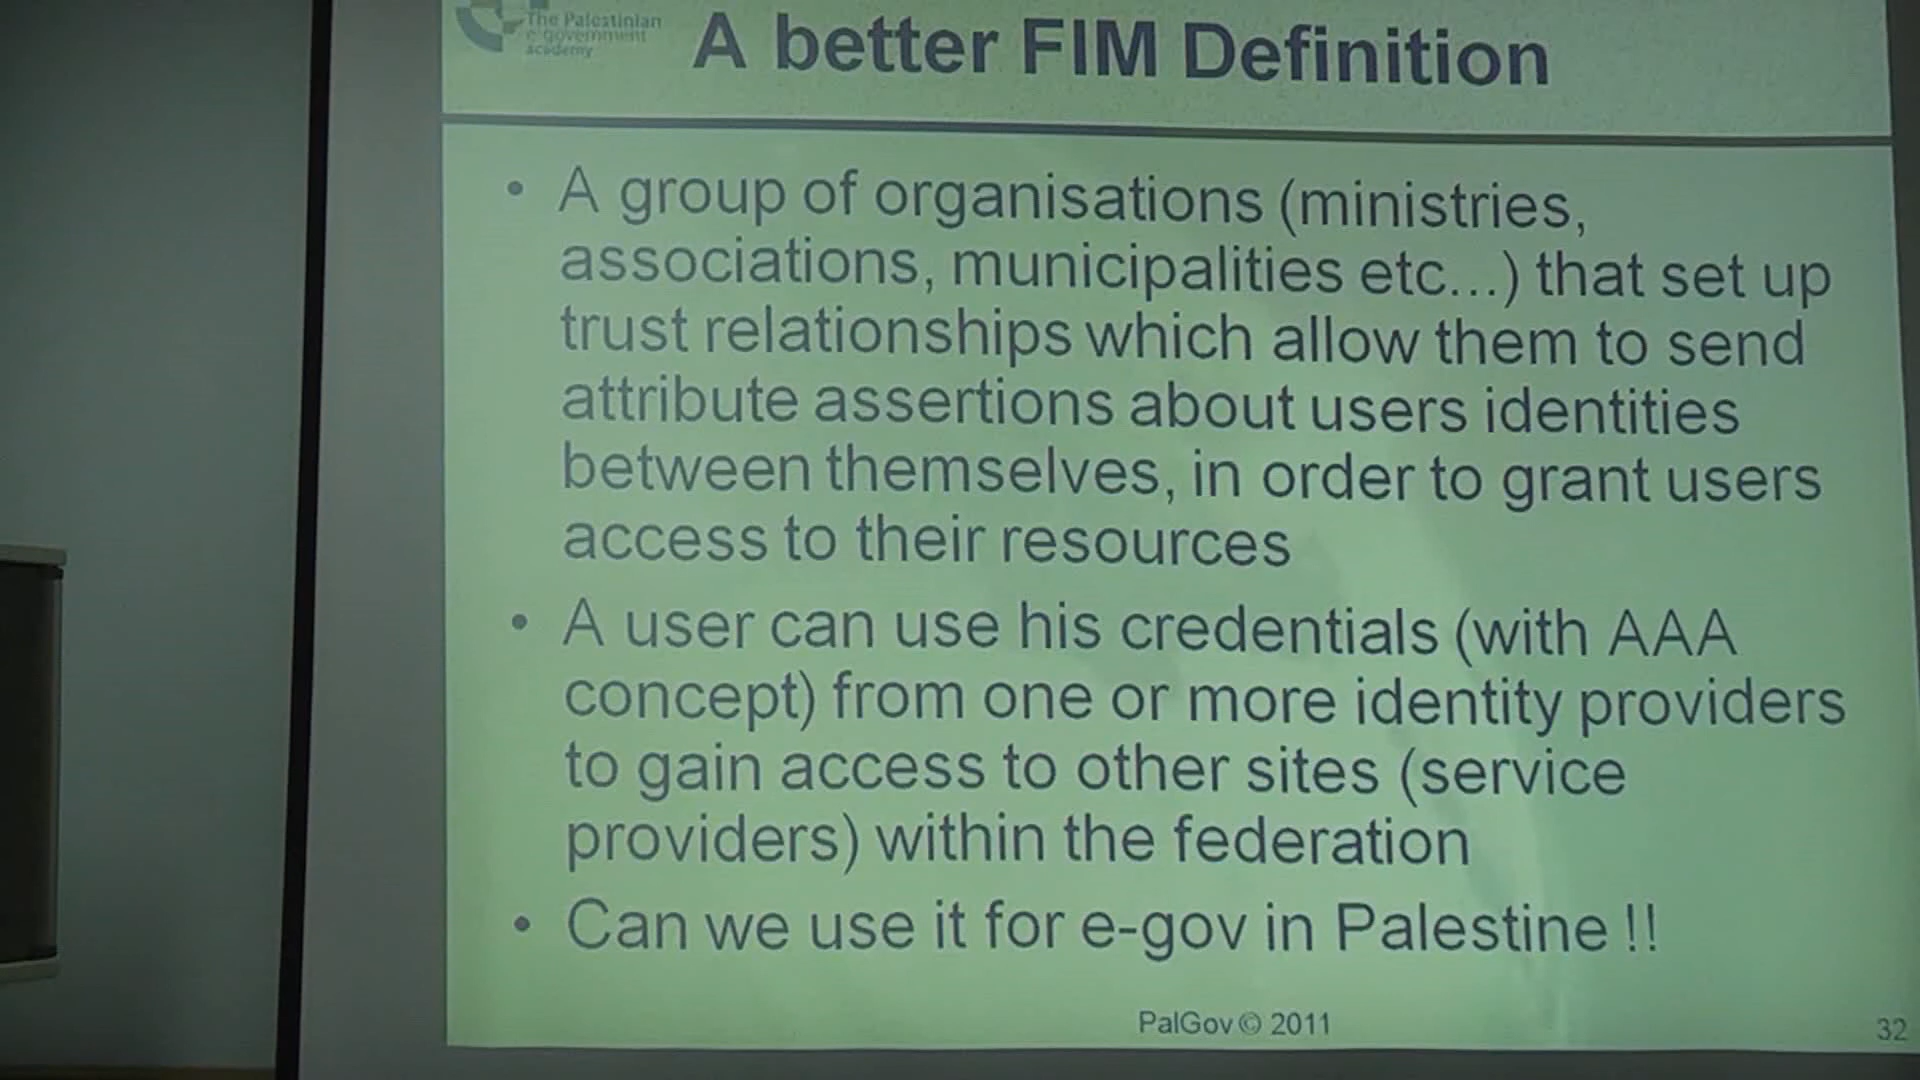 The Palestinian
e-government
academy
A better FIM Definition
• A group of organisations (ministries,
associations, municipalities etc...) that set up
trust relationships which allow them to send
attribute assertions about users identities
between themselves, in order to grant users
access to their resources
• A user can use his credentials (with AAA
concept) from one or more identity providers
to gain access to other sites (service
providers) within the federation
• Can we use it for e-gov in Palestine !!
PalGov © 2011
32